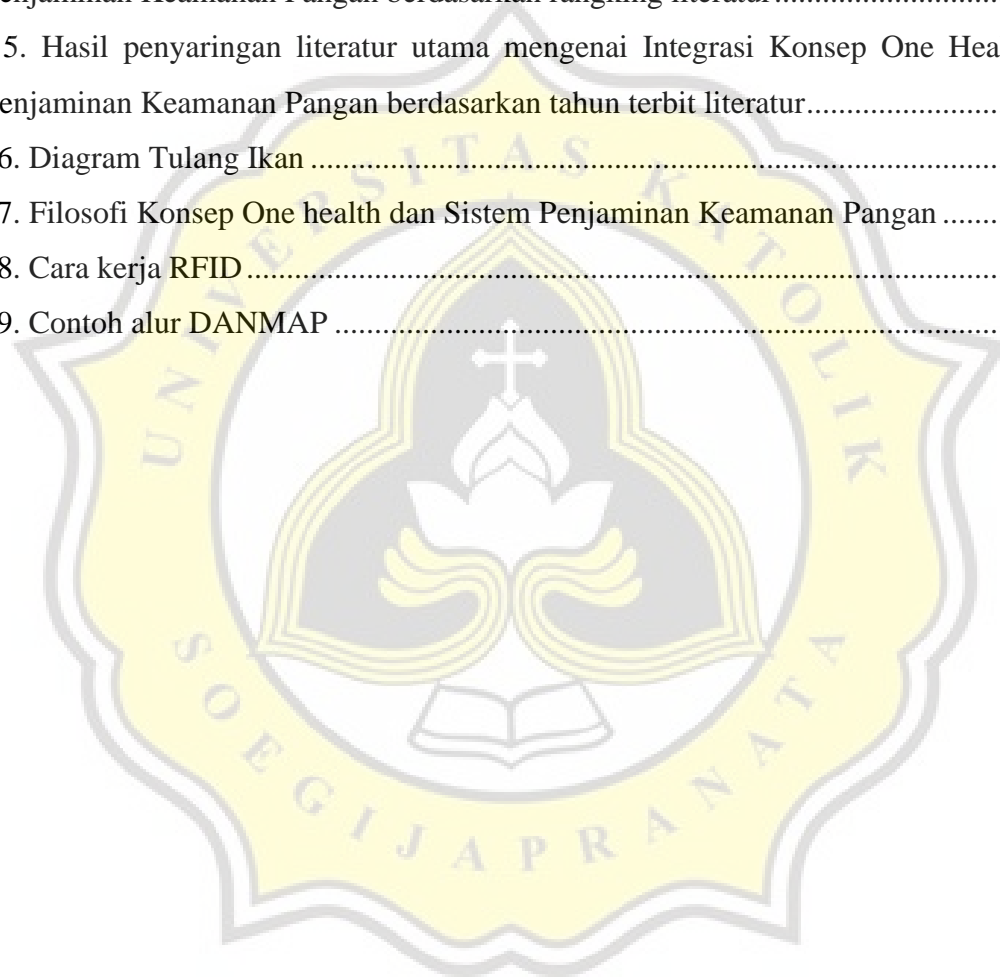 enjaminan Keamanan Pangan berdasarkan rangking literatur
5. Hasil penyaringan literatur utama mengenai Integrasi Konsep One Hea
enjaminan Keamanan Pangan berdasarkan tahun terbit literatur
6. Diagram Tulang Ikan
7. Filosofi Konsep One health dan Sistem Penjaminan Keamanan Pangan
8. Cara kerja RFID
9. Contoh alur DANMAP
UNIVERSITAS KATOLIK
SOEGIJAPRANATA